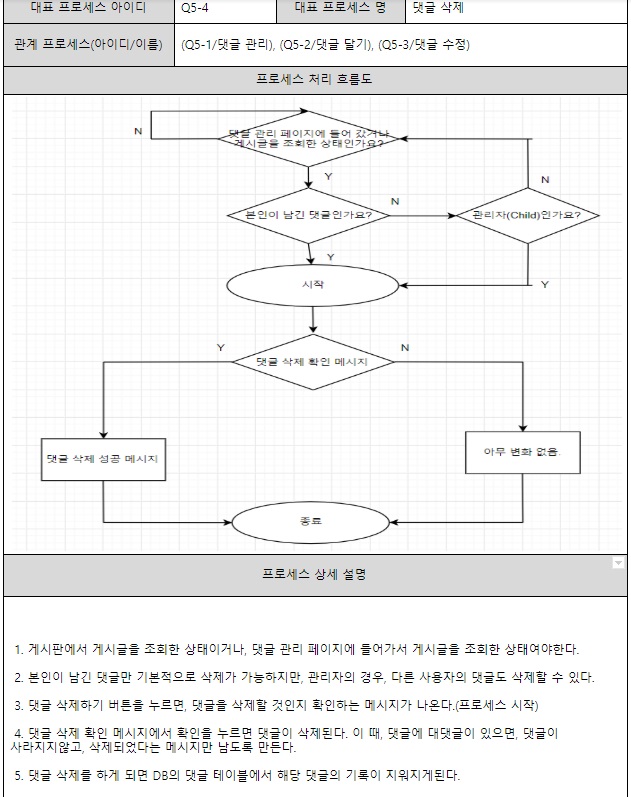 대표 프로세스 아이디 Q5-4 대표 프로세스 명 댓글 삭제
관계 프로세스(아이디/이름) (Q5-1/댓글 관리), (Q5-2/댓글 달기), (Q5-3/댓글 수정)
프로세스 처리 흐름도
N
댓글 관리 페이지에 들어 갔거나
게시글을 조회한 상태인가요?
Y
N
N
본인이 남긴 댓글인가요?
관리자(Child)인가요?
Y
시작
Y
Y
N
댓글 삭제 확인 메시지
댓글 삭제 성공 메시지
아무 변화 없음.
종료
프로세스 상세 설명
1. 게시판에서 게시글을 조회한 상태이거나, 댓글 관리 페이지에 들어가서 게시글을 조회한 상태여야한다.
2. 본인이 남긴 댓글만 기본적으로 삭제가 가능하지만, 관리자의 경우, 다른 사용자의 댓글도 삭제할 수 있다.
3. 댓글 삭제하기 버튼을 누르면, 댓글을 삭제할 것인지 확인하는 메시지가 나온다.(프로세스 시작)
4. 댓글 삭제 확인 메시지에서 확인을 누르면 댓글이 삭제된다. 이 때, 댓글에 대댓글이 있으면, 댓글이
사라지지않고, 삭제되었다는 메시지만 남도록 만든다.
5. 댓글 삭제를 하게 되면 DB의 댓글 테이블에서 해당 댓글의 기록이 지워지게된다.